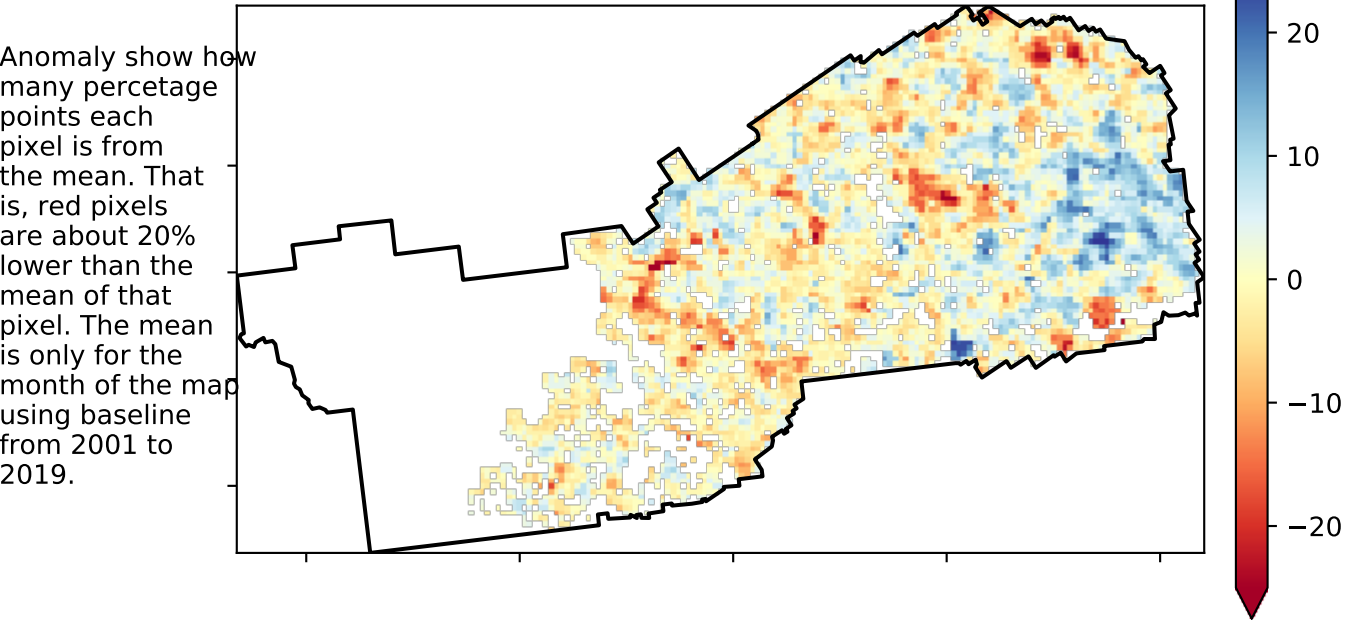 Anomaly show how
many percetage
points each
pixel is from
the mean. That
is, red pixels
are about 20%
lower than the
mean of that
pixel. The mean
is only for the
month of the map
using baseline
from 2001 to
2019.
20
10
0
−10
−20